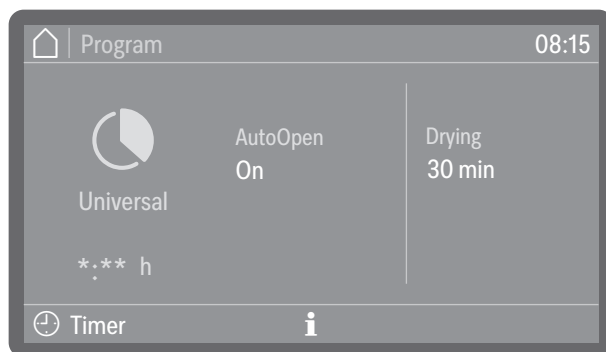 Program 08:15
AutoOpen
On
Drying
30 min
Universal
*:** h
Timer i